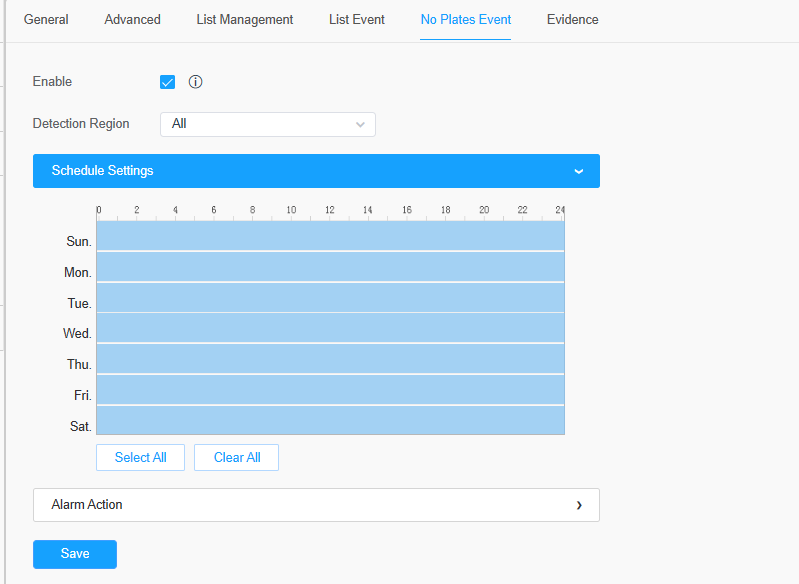 General Advanced List Management List Event No Plates Event Evidence
Enable
Detection Region All
Schedule Settings
0 2 4 6 8 10 12 14 16 18 20 22 24
Sun.
Mon.
Tue.
Wed.
Thu.
Fri.
Sat.
Select All Clear All
Alarm Action
Save